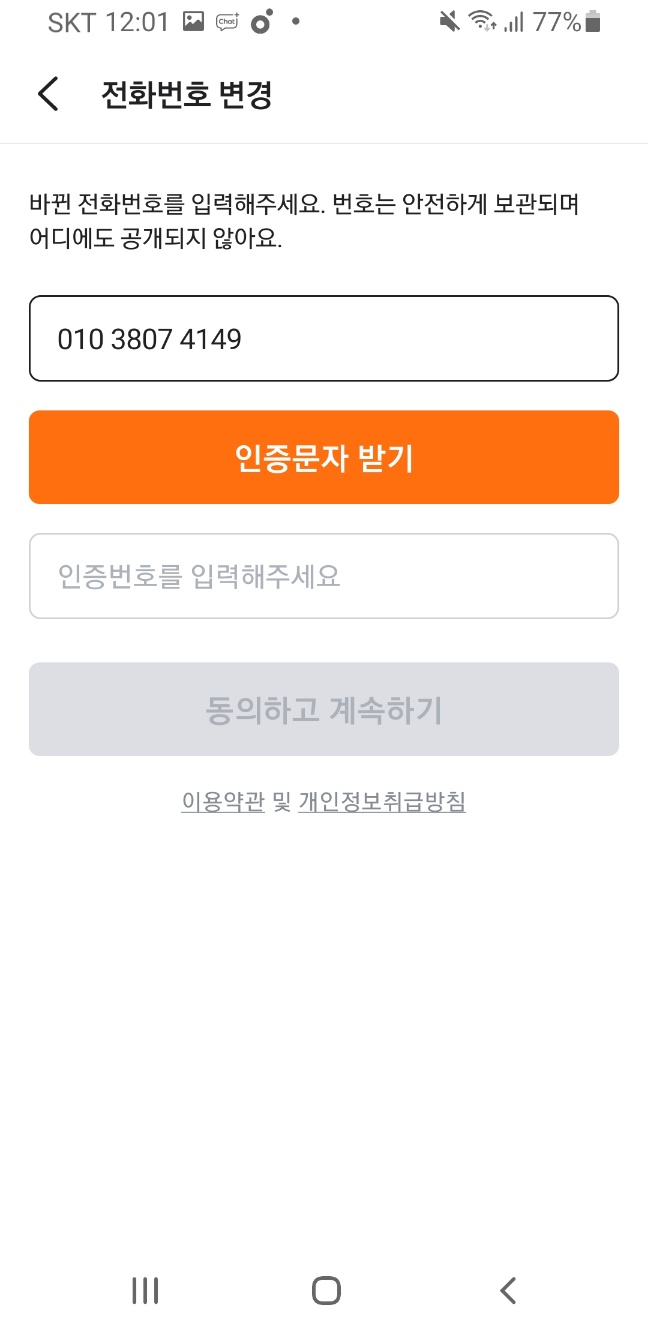 SKT 12:01 Chat 77%
전화번호 변경
바뀐 전화번호를 입력해주세요. 번호는 안전하게 보관되며
어디에도 공개되지 않아요.
010 3807 4149
인증문자 받기
인증번호를 입력해주세요
동의하고 계속하기
이용약관 및 개인정보취급방침